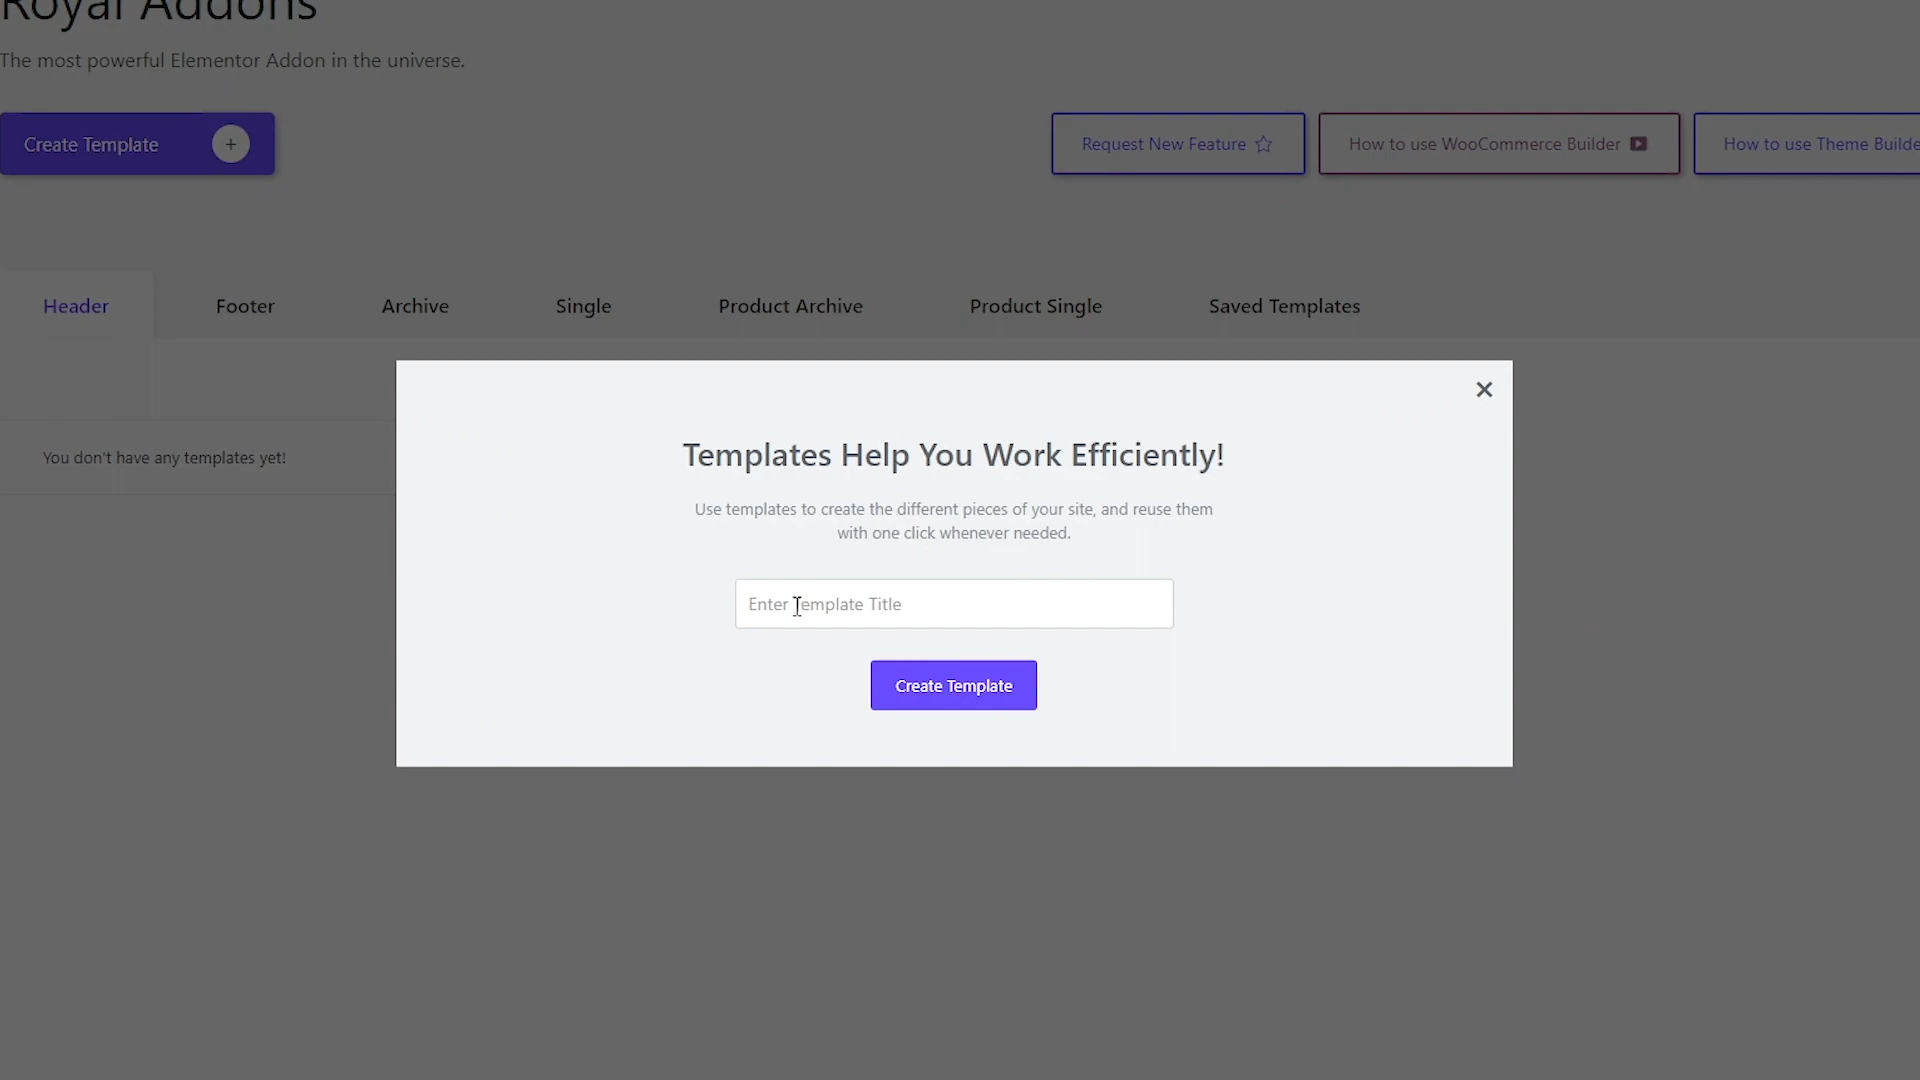 Royal Addons
The most powerful Elementor Addon in the universe.
Create Template +
Request New Feature
How to use WooCommerce Builder
How to use Theme Builde
Header
Footer
Archive
Single
Product Archive
Product Single
Saved Templates
You don't have any templates yet!
Templates Help You Work Efficiently!
Use templates to create the different pieces of your site, and reuse them
with one click whenever needed.
Enter Template Title
Create Template